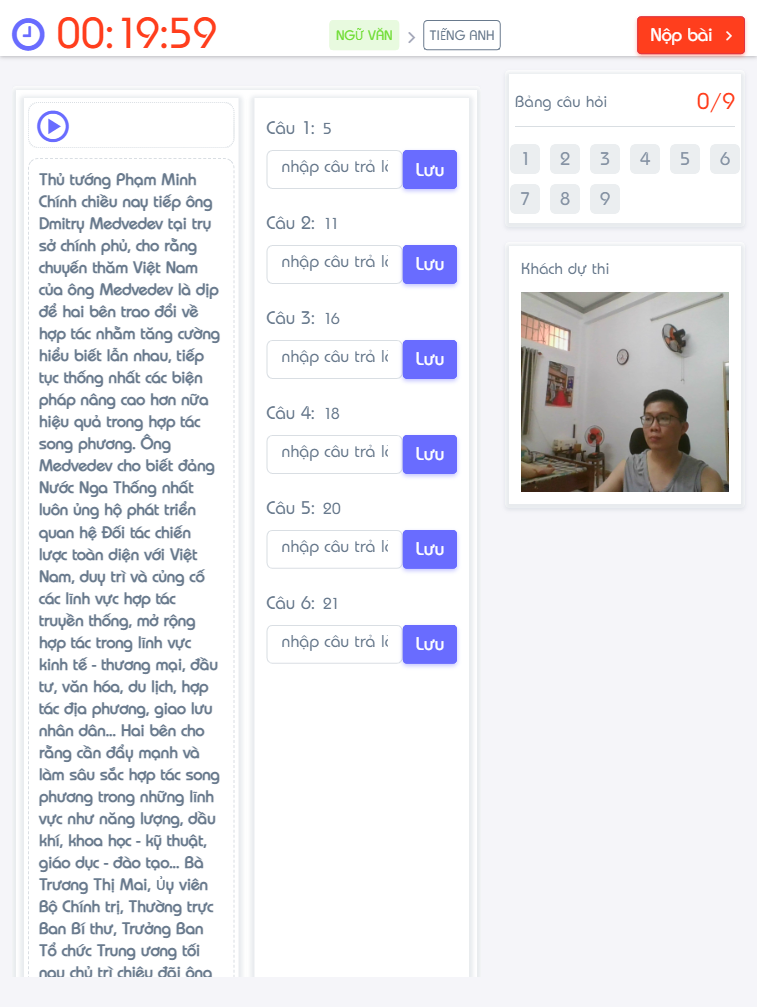 00:19:59
NGỮ VĂN
TIẾNG ANH
Nộp bài
Thủ tướng Phạm Minh
Chính chiều nay tiếp ông
Dmitry Medvedev tại trụ
sở chính phủ, cho rằng
chuyến thăm Việt Nam
của ông Medvedev là dịp
để hai bên trao đổi về
hợp tác nhằm tăng cường
hiểu biết lẫn nhau, tiếp
tục thống nhất các biện
pháp nâng cao hơn nữa
hiệu quả trong hợp tác
song phương. Ông
Medvedev cho biết đảng
Nước Nga Thống nhất
luôn ủng hộ phát triển
quan hệ Đối tác chiến
lược toàn diện với Việt
Nam, duy trì và củng cố
các lĩnh vực hợp tác
truyền thống, mở rộng
hợp tác trong lĩnh vực
kinh tế - thương mại, đầu
tư, văn hóa, du lịch, hợp
tác địa phương, giao lưu
nhân dân... Hai bên cho
rằng cần đẩy mạnh và
làm sâu sắc hợp tác song
phương trong những lĩnh
vực như năng lượng, dầu
khí, khoa học - kỹ thuật,
giáo dục - đào tạo... Bà
Trương Thị Mai, Ủy viên
Bộ Chính trị, Thường trực
Ban Bí thư, Trưởng Ban
Tổ chức Trung ương tối
nay chủ trì chiêu đãi ông
Câu 1: 5
nhập câu trả lờ
Lưu
Câu 2: 11
nhập câu trả lờ
Lưu
Câu 3: 16
nhập câu trả lờ
Lưu
Câu 4: 18
nhập câu trả lờ
Lưu
Câu 5: 20
nhập câu trả lờ
Lưu
Câu 6: 21
nhập câu trả lờ
Lưu
Bảng câu hỏi
0/9
1 2 3 4 5 6
7 8 9
Khách dự thi